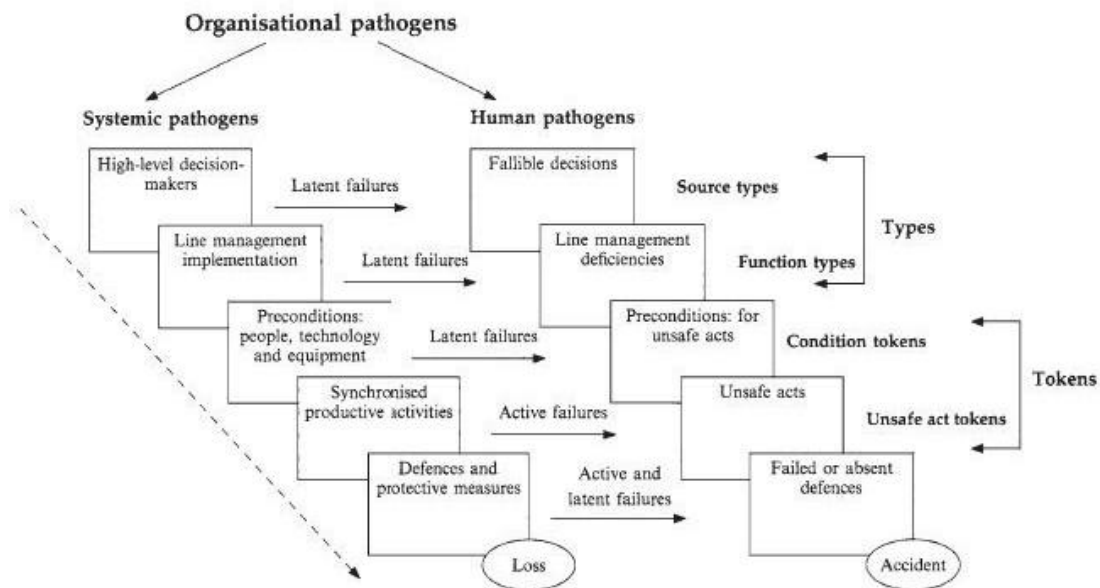 Organisational pathogens
Systemic pathogens
Human pathogens
High-level decision-
makers
Latent failures
Fallible decisions
Source types
Types
Line management
implementation
Latent failures
Line management
deficiencies
Function types
Preconditions:
people, technology
and equipment
Latent failures
Preconditions: for
unsafe acts
Condition tokens
Tokens
Synchronised
productive activities
Active failures
Unsafe acts
Unsafe act tokens
Defences and
protective measures
Active and
latent failures
Failed or absent
defences
Loss
Accident